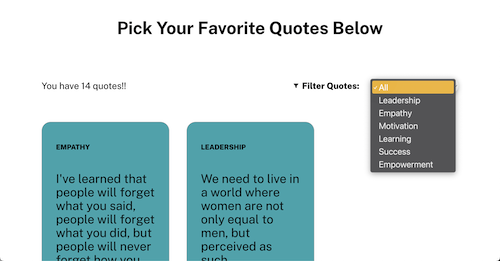 Pick Your Favorite Quotes Below
You have 14 quotes!!
Filter Quotes:
All
Leadership
Empathy
Motivation
Learning
Success
Empowerment
EMPATHY
I've learned that
people will forget
what you said,
people will forget
what you did, but
people will never
forget how you
LEADERSHIP
We need to live in
a world where
women are not
only equal to
men, but
perceived as
such.